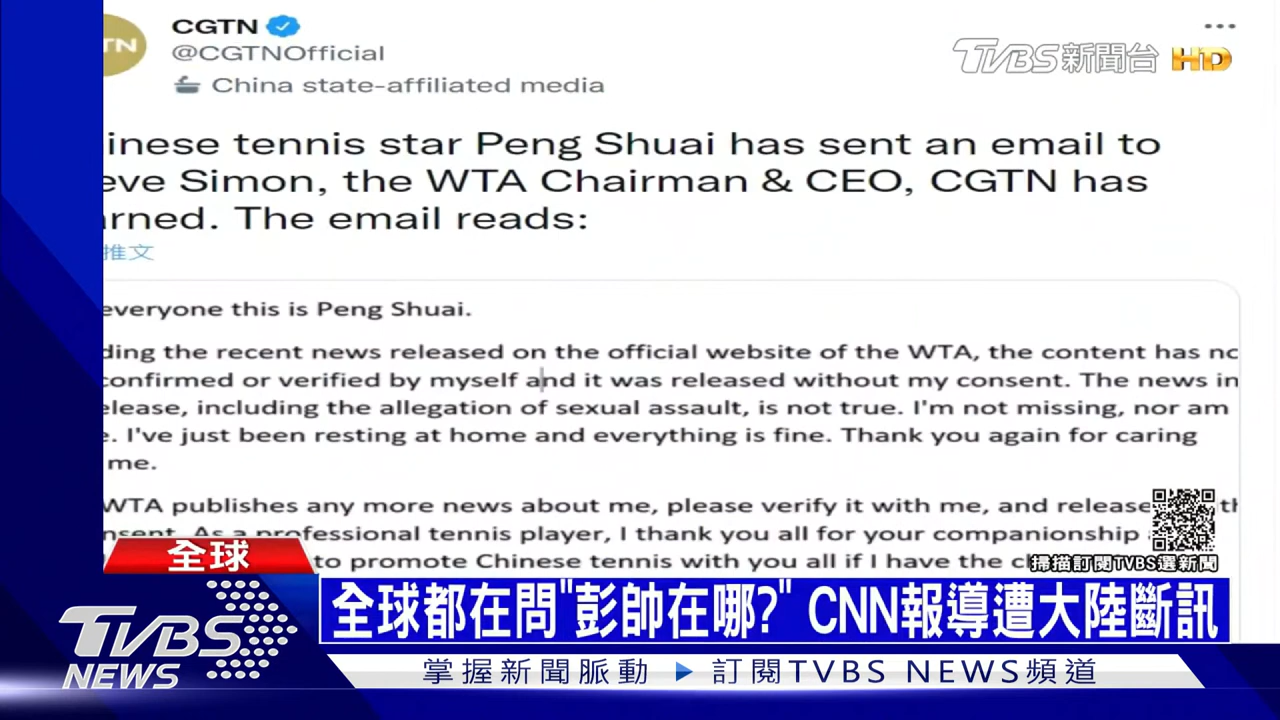 TN
CGTN
@CGTNOfficial
China state-affiliated media
TVBS新聞台 HD
inese tennis star Peng Shuai has sent an email to
eve Simon, the WTA Chairman & CEO, CGTN has
rned. The email reads:
推文
everyone this is Peng Shuai.
ding the recent news released on the official website of the WTA, the content has no
confirmed or verified by myself and it was released without my consent. The news in
elease, including the allegation of sexual assault, is not true. I'm not missing, nor am
e. I've just been resting at home and everything is fine. Thank you again for caring
me.
WTA publishes any more news about me, please verify it with me, and release th
nsent. As a professional tennis player, I thank you all for your companionship
to promote Chinese tennis with you all if I have the c
掃描訂閱TVBS選新聞
全球
全球都在問"彭帥在哪?" CNN報導遭大陸斷訊
TVBS
NEWS
掌握新聞脈動 ▶ 訂閱TVBS NEWS頻道